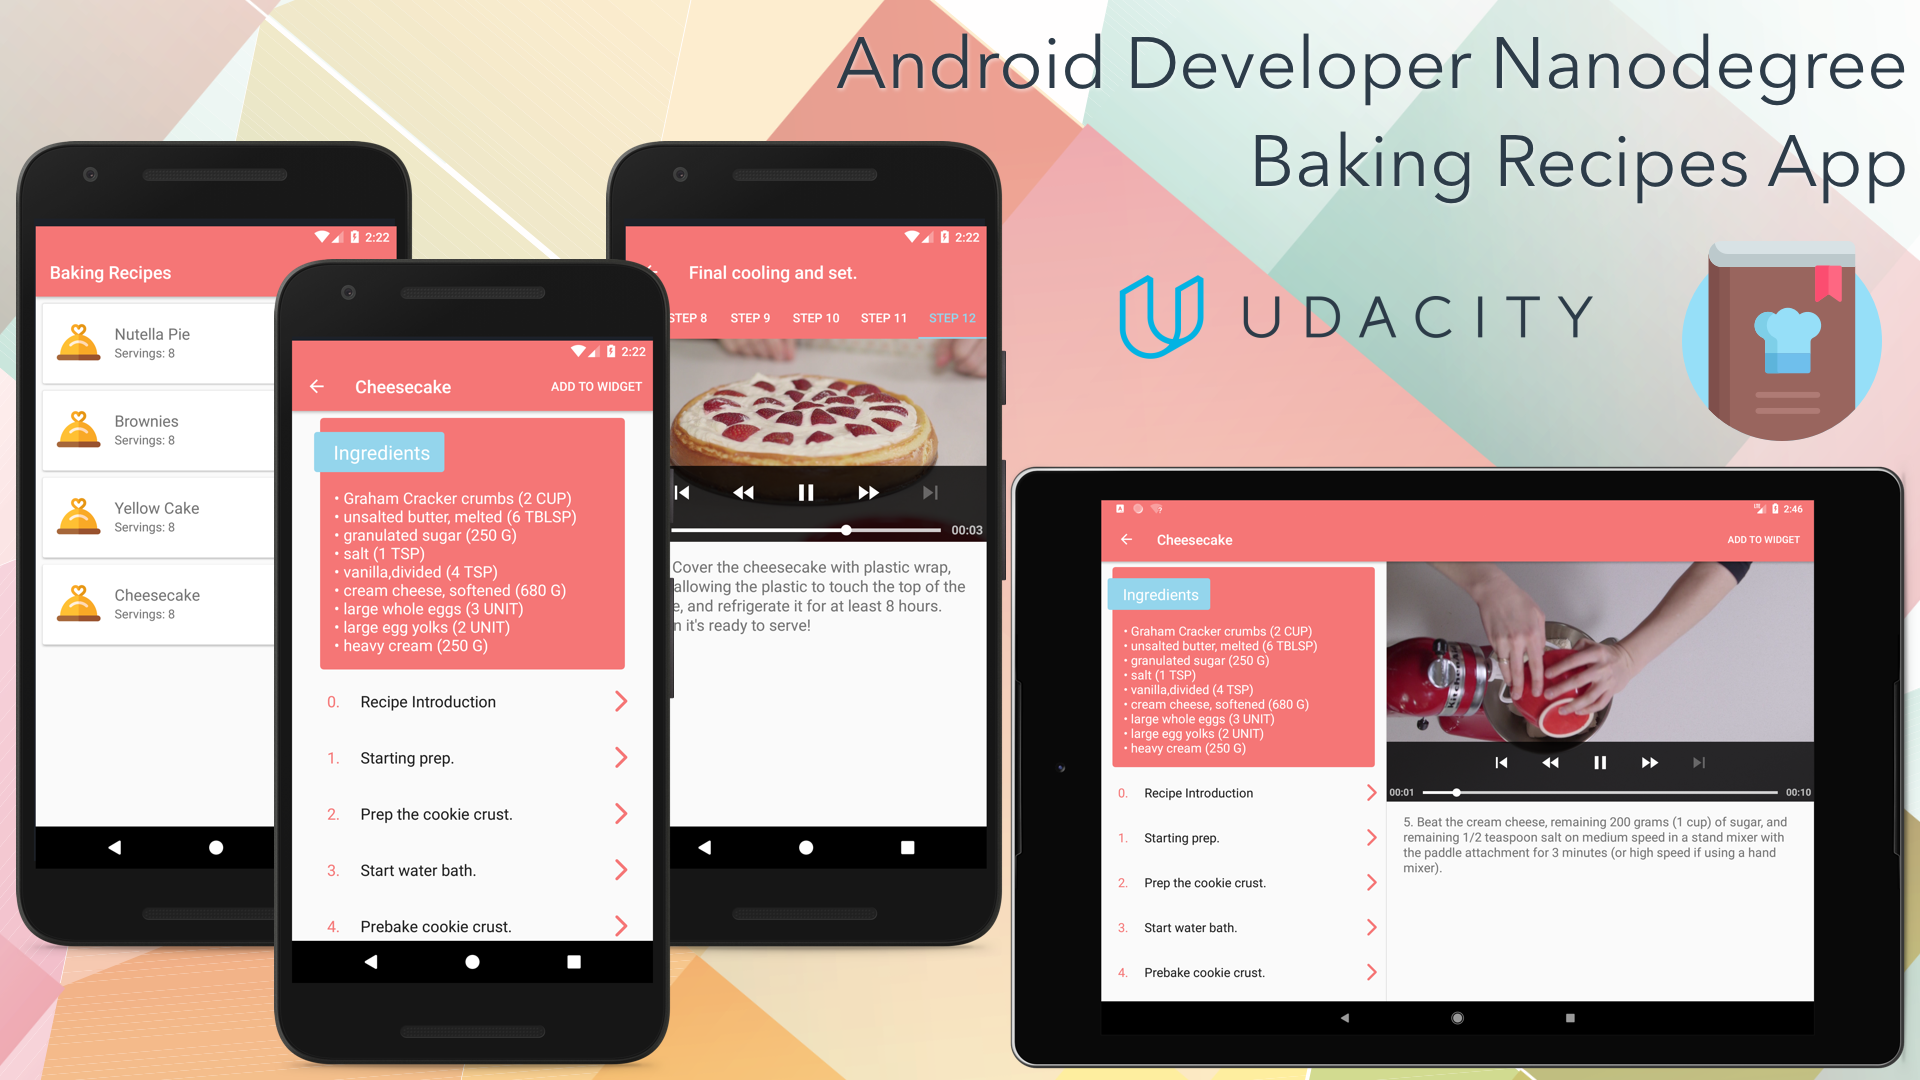 Android Developer Nanodegree
Baking Recipes App
UDACITY
2:22
Baking Recipes
Nutella Pie
Servings: 8
Brownies
Servings: 8
Yellow Cake
Servings: 8
Cheesecake
Servings: 8
2:22
Cheesecake
ADD TO WIDGET
Ingredients
• Graham Cracker crumbs (2 CUP)
• unsalted butter, melted (6 TBLSP)
• granulated sugar (250 G)
• salt (1 TSP)
• vanilla,divided (4 TSP)
• cream cheese, softened (680 G)
• large whole eggs (3 UNIT)
• large egg yolks (2 UNIT)
• heavy cream (250 G)
0. Recipe Introduction
1. Starting prep.
2. Prep the cookie crust.
3. Start water bath.
4. Prebake cookie crust.
2:22
Final cooling and set.
STEP 8 STEP 9 STEP 10 STEP 11 STEP 12
00:03
Cover the cheesecake with plastic wrap,
allowing the plastic to touch the top of the
e, and refrigerate it for at least 8 hours.
n it's ready to serve!
2:46
Cheesecake
ADD TO WIDGET
Ingredients
• Graham Cracker crumbs (2 CUP)
• unsalted butter, melted (6 TBLSP)
• granulated sugar (250 G)
• salt (1 TSP)
• vanilla,divided (4 TSP)
• cream cheese, softened (680 G)
• large whole eggs (3 UNIT)
• large egg yolks (2 UNIT)
• heavy cream (250 G)
0. Recipe Introduction
1. Starting prep.
2. Prep the cookie crust.
3. Start water bath.
4. Prebake cookie crust.
00:01
00:10
5. Beat the cream cheese, remaining 200 grams (1 cup) of sugar, and
remaining 1/2 teaspoon salt on medium speed in a stand mixer with
the paddle attachment for 3 minutes (or high speed if using a hand
mixer).